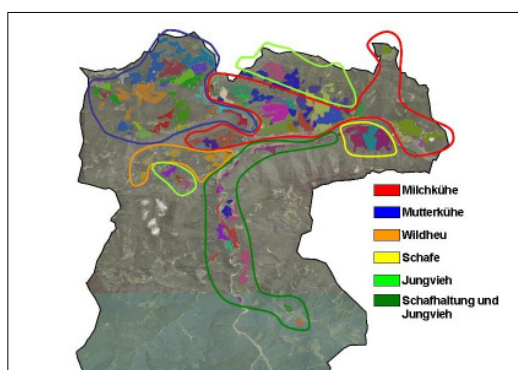 Milchkühe
Mutterkühe
Wildheu
Schafe
Jungvieh
Schafhaltung und
Jungvieh